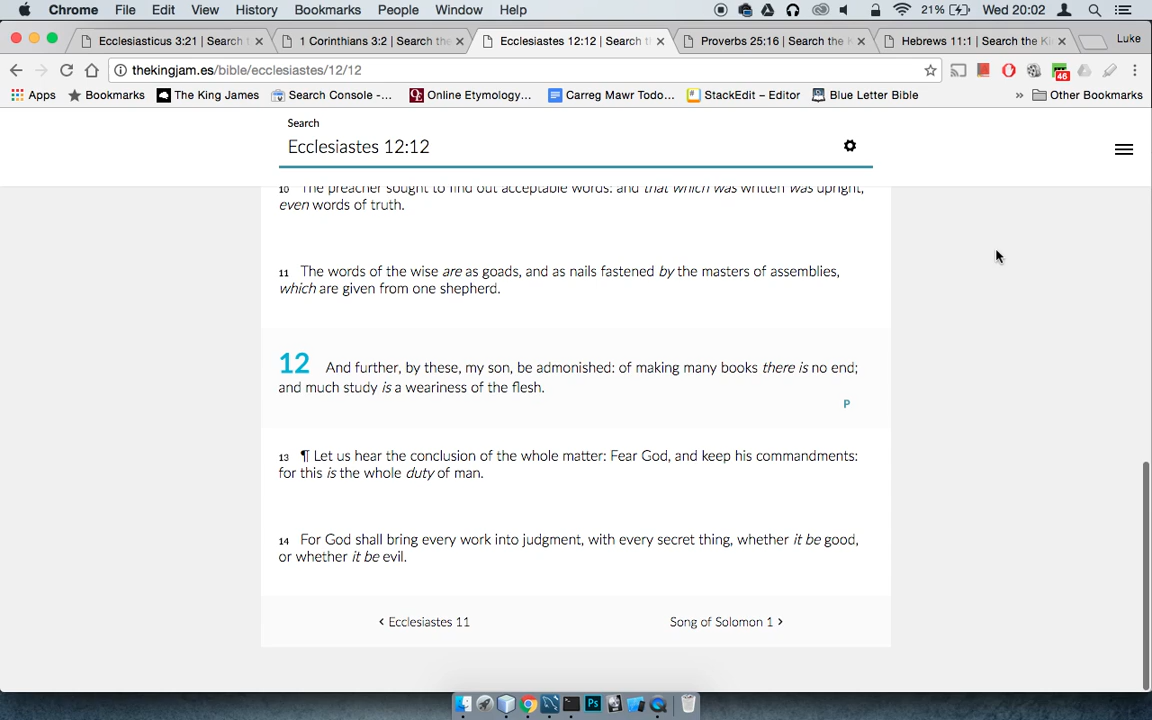 Chrome File Edit View History Bookmarks People Window Help 21% Wed 20:02
Ecclesiasticus 3:21 | Search t 1 Corinthians 3:2 | Search the Ecclesiastes 12:12 | Search th Proverbs 25:16 | Search the K Hebrews 11:1 | Search the Ki Luke
thekingjam.es/bible/ecclesiastes/12/12 46
Apps Bookmarks The King James Search Console -... Online Etymology... Carreg Mawr Todo... StackEdit – Editor Blue Letter Bible » Other Bookmarks
Search
Ecclesiastes 12:12
10 The preacher sought to find out acceptable words: and that which was written was upright,
even words of truth.
11 The words of the wise are as goads, and as nails fastened by the masters of assemblies,
which are given from one shepherd.
12 And further, by these, my son, be admonished: of making many books there is no end;
and much study is a weariness of the flesh.
P
13 ¶ Let us hear the conclusion of the whole matter: Fear God, and keep his commandments:
for this is the whole duty of man.
14 For God shall bring every work into judgment, with every secret thing, whether it be good,
or whether it be evil.
‹ Ecclesiastes 11 Song of Solomon 1 ›
Ps